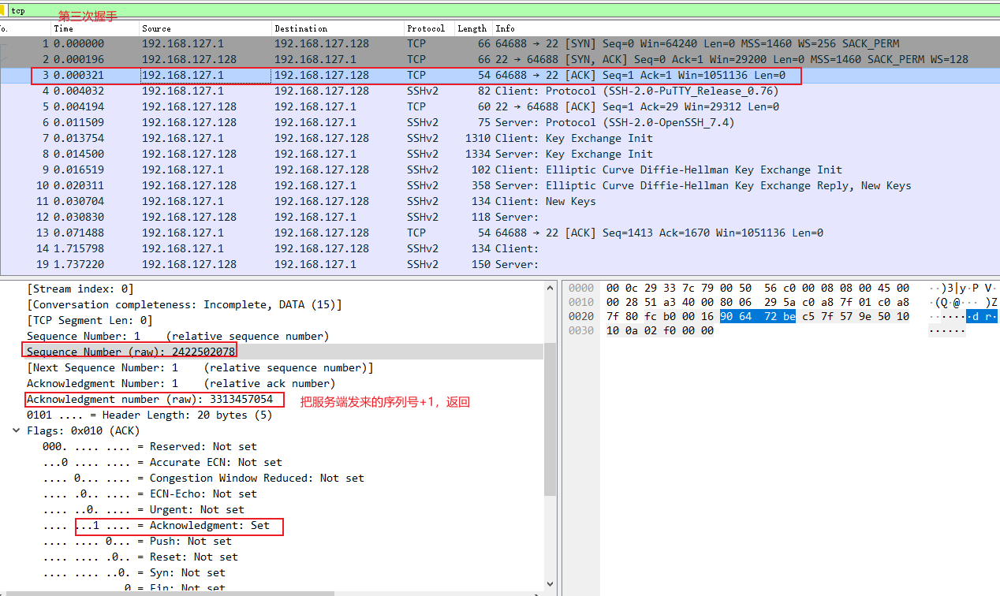 tcp
第三次握手
o. Time Source Destination Protocol Length Info
1 0.000000 192.168.127.1 192.168.127.128 TCP 66 64688 → 22 [SYN] Seq=0 Win=64240 Len=0 MSS=1460 WS=256 SACK_PERM
2 0.000196 192.168.127.128 192.168.127.1 TCP 66 22 → 64688 [SYN, ACK] Seq=0 Ack=1 Win=29200 Len=0 MSS=1460 SACK_PERM WS=128
3 0.000321 192.168.127.1 192.168.127.128 TCP 54 64688 → 22 [ACK] Seq=1 Ack=1 Win=1051136 Len=0
4 0.004032 192.168.127.1 192.168.127.128 SSHv2 82 Client: Protocol (SSH-2.0-PuTTY_Release_0.76)
5 0.004194 192.168.127.128 192.168.127.1 TCP 60 22 → 64688 [ACK] Seq=1 Ack=29 Win=29312 Len=0
6 0.011509 192.168.127.128 192.168.127.1 SSHv2 75 Server: Protocol (SSH-2.0-OpenSSH_7.4)
7 0.013754 192.168.127.1 192.168.127.128 SSHv2 1310 Client: Key Exchange Init
8 0.014500 192.168.127.128 192.168.127.1 SSHv2 1334 Server: Key Exchange Init
9 0.016519 192.168.127.1 192.168.127.128 SSHv2 102 Client: Elliptic Curve Diffie-Hellman Key Exchange Init
10 0.020311 192.168.127.128 192.168.127.1 SSHv2 358 Server: Elliptic Curve Diffie-Hellman Key Exchange Reply, New Keys
11 0.030704 192.168.127.1 192.168.127.128 SSHv2 134 Client: New Keys
12 0.030830 192.168.127.128 192.168.127.1 SSHv2 118 Server:
13 0.071488 192.168.127.1 192.168.127.128 TCP 54 64688 → 22 [ACK] Seq=1413 Ack=1670 Win=1051136 Len=0
14 1.715798 192.168.127.1 192.168.127.128 SSHv2 134 Client:
19 1.737220 192.168.127.128 192.168.127.1 SSHv2 150 Server:
[Stream index: 0]
[Conversation completeness: Incomplete, DATA (15)]
[TCP Segment Len: 0]
Sequence Number: 1 (relative sequence number)
Sequence Number (raw): 2422502078
[Next Sequence Number: 1 (relative sequence number)]
Acknowledgment Number: 1 (relative ack number)
Acknowledgment number (raw): 3313457054
把服务端发来的序列号+1，返回
0101 .... = Header Length: 20 bytes (5)
Flags: 0x010 (ACK)
000. .... .... = Reserved: Not set
...0 .... .... = Accurate ECN: Not set
.... 0... .... = Congestion Window Reduced: Not set
.... .0.. .... = ECN-Echo: Not set
.... ..0. .... = Urgent: Not set
.... ...1 .... = Acknowledgment: Set
.... .... 0... = Push: Not set
.... .... .0.. = Reset: Not set
.... .... ..0. = Syn: Not set
.... .... ...0 = Fin: Not set
0000 00 0c 29 33 7c 79 00 50 56 c0 00 08 08 00 45 00 ··)3|y·P V·····E·
0010 00 28 51 a3 40 00 80 06 29 5a c0 a8 7f 01 c0 a8 ·(Q·@··· )Z
0020 7f 80 fc b0 00 16 90 64 72 be c5 7f 57 9e 50 10 ·······d r·
0030 10 0a 02 f0 00 00 ······